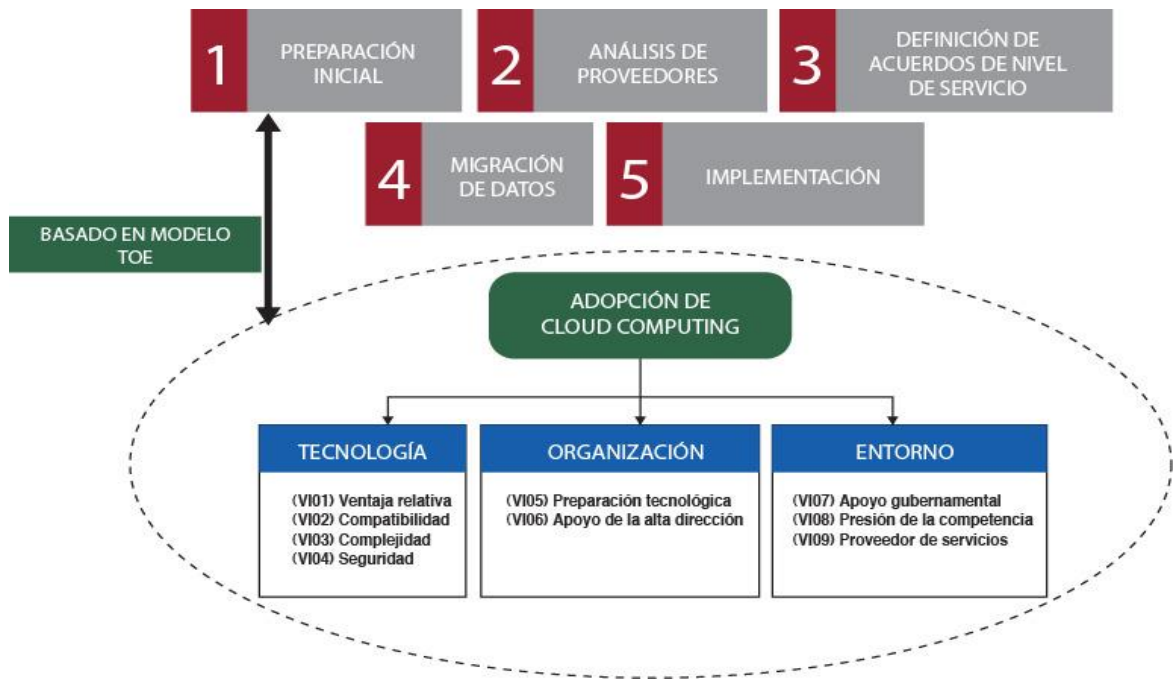 1
PREPARACIÓN
INICIAL
2
ANÁLISIS DE
PROVEEDORES
3
DEFINICIÓN DE
ACUERDOS DE NIVEL
DE SERVICIO
4
MIGRACIÓN
DE DATOS
5
IMPLEMENTACIÓN
BASADO EN MODELO
TOE
ADOPCIÓN DE
CLOUD COMPUTING
TECNOLOGÍA
(VI01) Ventaja relativa
(VI02) Compatibilidad
(VI03) Complejidad
(VI04) Seguridad
ORGANIZACIÓN
(VI05) Preparación tecnológica
(VI06) Apoyo de la alta dirección
ENTORNO
(VI07) Apoyo gubernamental
(VI08) Presión de la competencia
(VI09) Proveedor de servicios